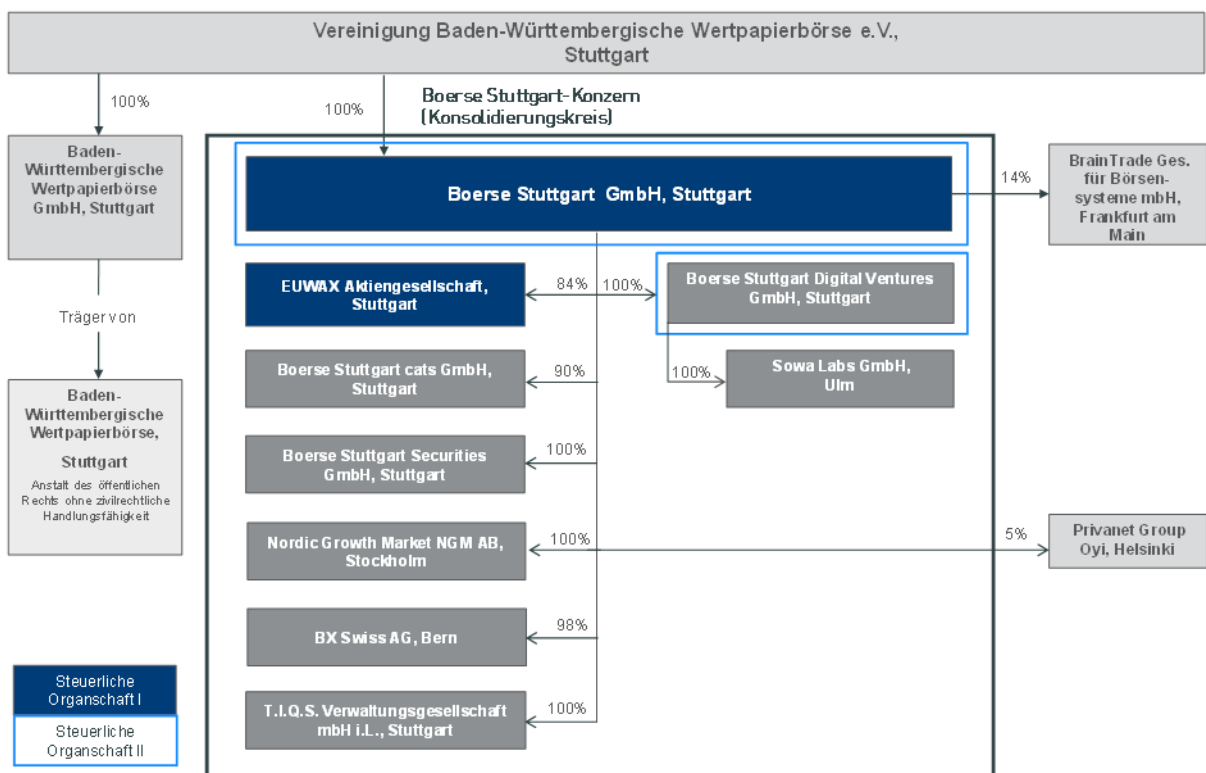 Vereinigung Baden-Württembergische Wertpapierbörse e.V.,
Stuttgart
100%
100%
Boerse Stuttgart-Konzern
(Konsolidierungskreis)
Baden-
Württembergische
Wertpapierbörse
GmbH, Stuttgart
Boerse Stuttgart GmbH, Stuttgart
14%
BrainTrade Ges.
für Börsen-
systeme mbH,
Frankfurt am
Main
EUWAX Aktiengesellschaft,
Stuttgart
84%
100%
Boerse Stuttgart Digital Ventures
GmbH, Stuttgart
Träger von
Boerse Stuttgart cats GmbH,
Stuttgart
90%
100%
Sowa Labs GmbH,
Ulm
Baden-
Württembergische
Wertpapierbörse,
Stuttgart
Anstalt des öffentlichen
Rechts ohne zivilrechtliche
Handlungsfähigkeit
Boerse Stuttgart Securities
GmbH, Stuttgart
100%
Nordic Growth Market NGM AB,
Stockholm
100%
5%
Privanet Group
Oyi, Helsinki
BX Swiss AG, Bern
98%
Steuerliche
Organschaft I
Steuerliche
Organschaft II
T.I.Q.S. Verwaltungsgesellschaft
mbH i.L., Stuttgart
100%